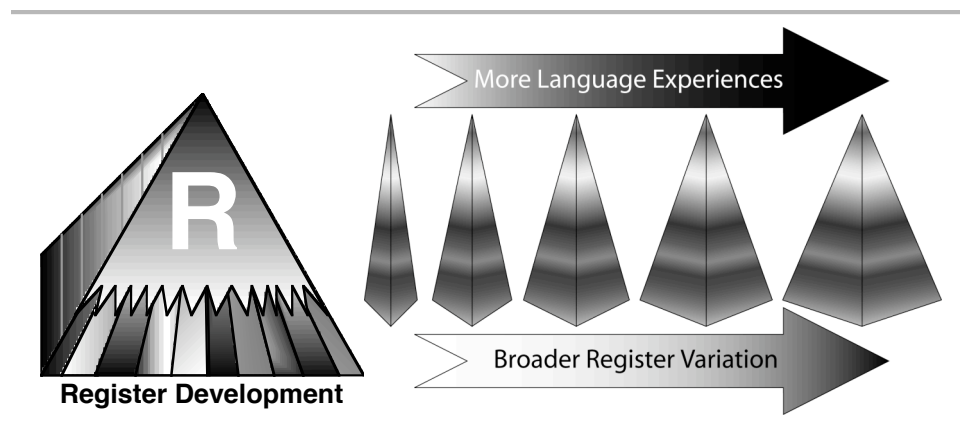 More Language Experiences
R
Broader Register Variation
Register Development